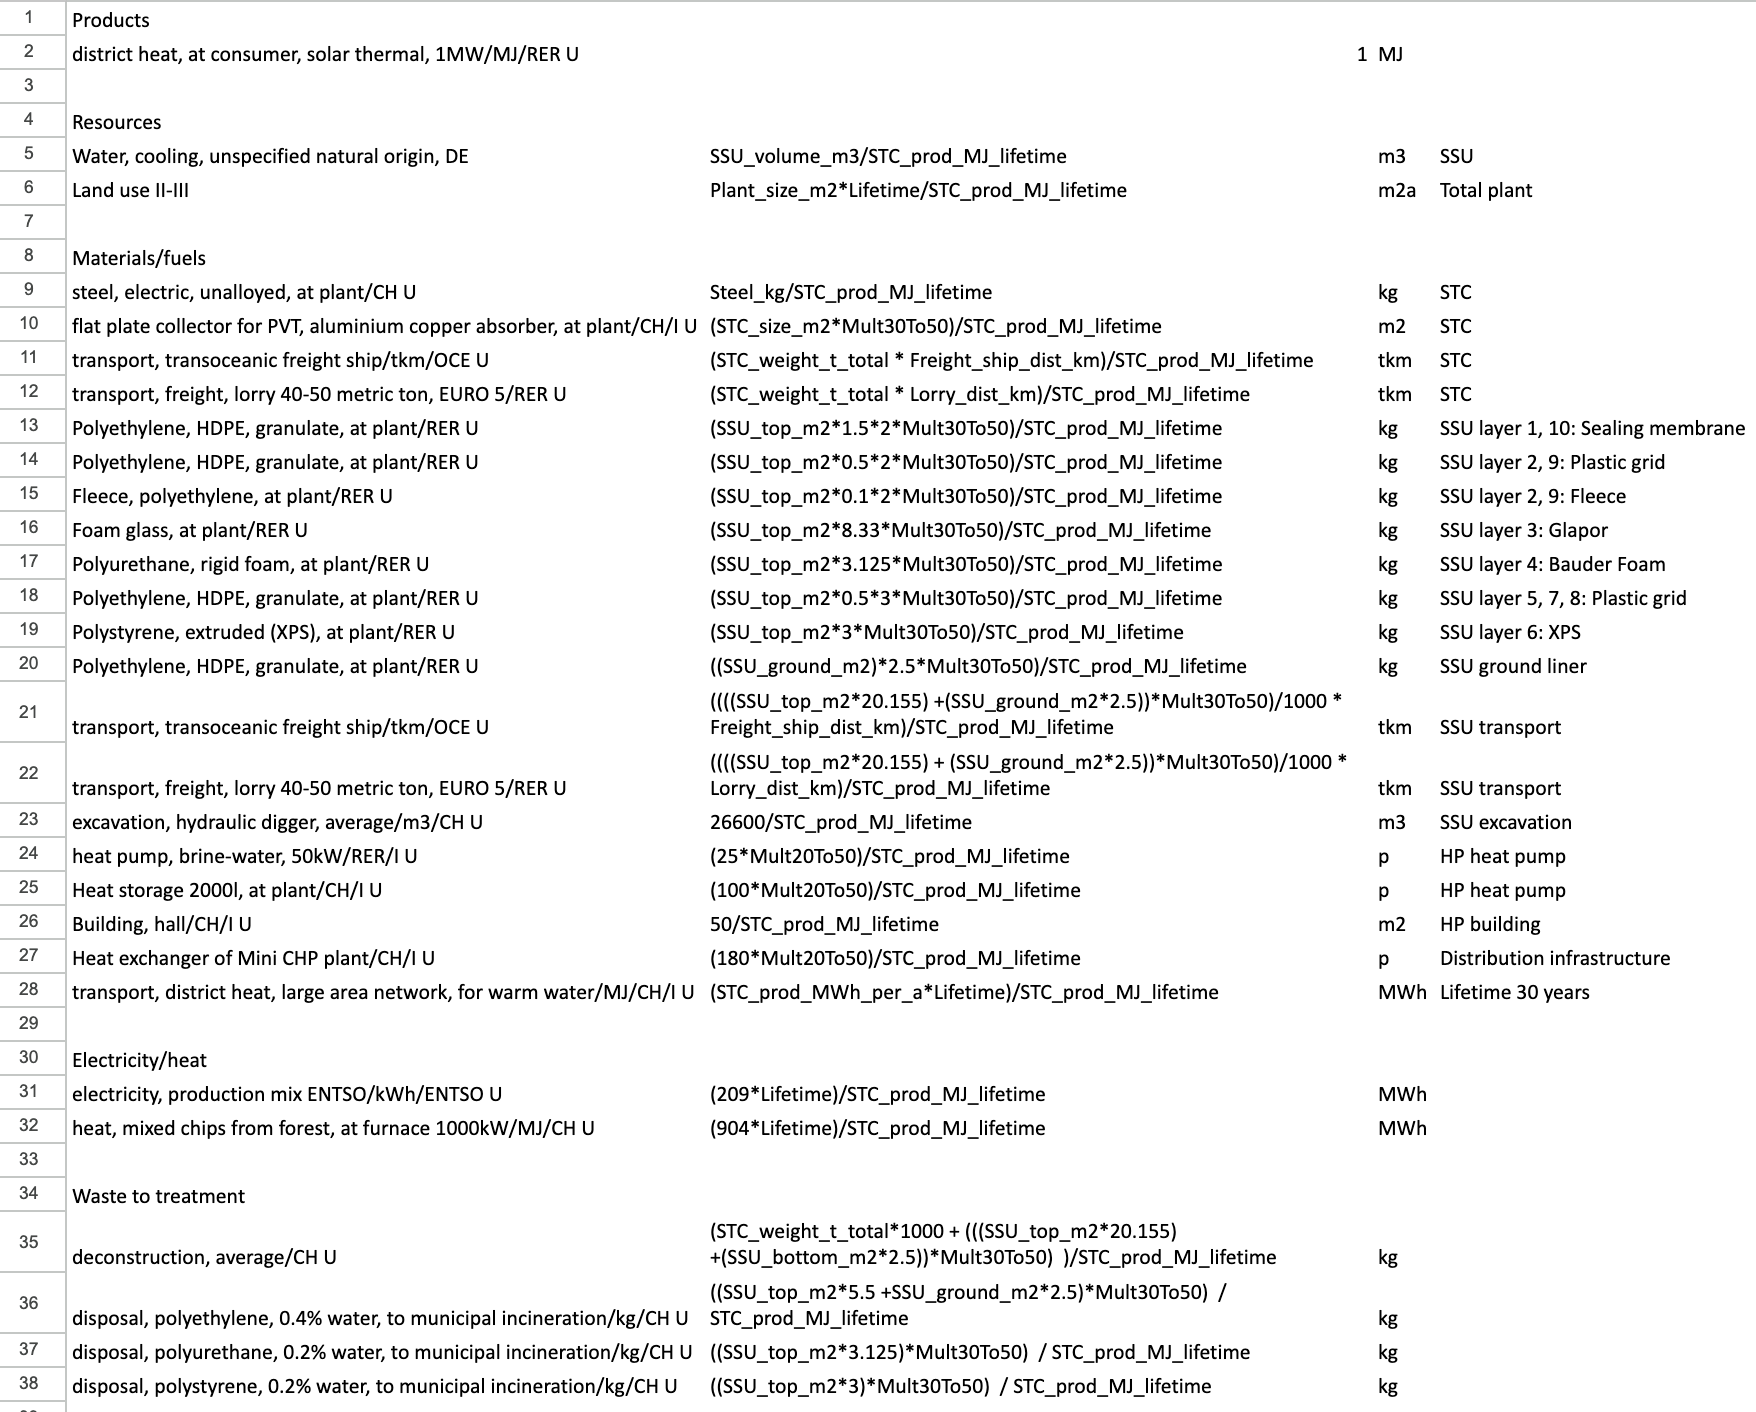 1 Products
2 district heat, at consumer, solar thermal, 1MW/MJ/RER U 1 MJ
3
4 Resources
5 Water, cooling, unspecified natural origin, DE SSU_volume_m3/STC_prod_MJ_lifetime m3 SSU
6 Land use II-III Plant_size_m2*Lifetime/STC_prod_MJ_lifetime m2a Total plant
7
8 Materials/fuels
9 steel, electric, unalloyed, at plant/CH U Steel_kg/STC_prod_MJ_lifetime kg STC
10 flat plate collector for PVT, aluminium copper absorber, at plant/CH/I U (STC_size_m2*Mult30To50)/STC_prod_MJ_lifetime m2 STC
11 transport, transoceanic freight ship/tkm/OCE U (STC_weight_t_total * Freight_ship_dist_km)/STC_prod_MJ_lifetime tkm STC
12 transport, freight, lorry 40-50 metric ton, EURO 5/RER U (STC_weight_t_total * Lorry_dist_km)/STC_prod_MJ_lifetime tkm STC
13 Polyethylene, HDPE, granulate, at plant/RER U (SSU_top_m2*1.5*2*Mult30To50)/STC_prod_MJ_lifetime kg SSU layer 1, 10: Sealing membrane
14 Polyethylene, HDPE, granulate, at plant/RER U (SSU_top_m2*0.5*2*Mult30To50)/STC_prod_MJ_lifetime kg SSU layer 2, 9: Plastic grid
15 Fleece, polyethylene, at plant/RER U (SSU_top_m2*0.1*2*Mult30To50)/STC_prod_MJ_lifetime kg SSU layer 2, 9: Fleece
16 Foam glass, at plant/RER U (SSU_top_m2*8.33*Mult30To50)/STC_prod_MJ_lifetime kg SSU layer 3: Glapor
17 Polyurethane, rigid foam, at plant/RER U (SSU_top_m2*3.125*Mult30To50)/STC_prod_MJ_lifetime kg SSU layer 4: Bauder Foam
18 Polyethylene, HDPE, granulate, at plant/RER U (SSU_top_m2*0.5*3*Mult30To50)/STC_prod_MJ_lifetime kg SSU layer 5, 7, 8: Plastic grid
19 Polystyrene, extruded (XPS), at plant/RER U (SSU_top_m2*3*Mult30To50)/STC_prod_MJ_lifetime kg SSU layer 6: XPS
20 Polyethylene, HDPE, granulate, at plant/RER U ((SSU_ground_m2)*2.5*Mult30To50)/STC_prod_MJ_lifetime kg SSU ground liner
21 ((((SSU_top_m2*20.155) +(SSU_ground_m2*2.5))*Mult30To50)/1000 *
transport, transoceanic freight ship/tkm/OCE U Freight_ship_dist_km)/STC_prod_MJ_lifetime tkm SSU transport
22 ((((SSU_top_m2*20.155) + (SSU_ground_m2*2.5))*Mult30To50)/1000 *
transport, freight, lorry 40-50 metric ton, EURO 5/RER U Lorry_dist_km)/STC_prod_MJ_lifetime tkm SSU transport
23 excavation, hydraulic digger, average/m3/CH U 26600/STC_prod_MJ_lifetime m3 SSU excavation
24 heat pump, brine-water, 50kW/RER/I U (25*Mult20To50)/STC_prod_MJ_lifetime p HP heat pump
25 Heat storage 2000l, at plant/CH/I U (100*Mult20To50)/STC_prod_MJ_lifetime p HP heat pump
26 Building, hall/CH/I U 50/STC_prod_MJ_lifetime m2 HP building
27 Heat exchanger of Mini CHP plant/CH/I U (180*Mult20To50)/STC_prod_MJ_lifetime p Distribution infrastructure
28 transport, district heat, large area network, for warm water/MJ/CH/I U (STC_prod_MWh_per_a*Lifetime)/STC_prod_MJ_lifetime MWh Lifetime 30 years
29
30 Electricity/heat
31 electricity, production mix ENTSO/kWh/ENTSO U (209*Lifetime)/STC_prod_MJ_lifetime MWh
32 heat, mixed chips from forest, at furnace 1000kW/MJ/CH U (904*Lifetime)/STC_prod_MJ_lifetime MWh
33
34 Waste to treatment
35 (STC_weight_t_total*1000 + (((SSU_top_m2*20.155)
deconstruction, average/CH U +(SSU_bottom_m2*2.5))*Mult30To50) )/STC_prod_MJ_lifetime kg
36 ((SSU_top_m2*5.5 +SSU_ground_m2*2.5)*Mult30To50) /
disposal, polyethylene, 0.4% water, to municipal incineration/kg/CH U STC_prod_MJ_lifetime kg
37 disposal, polyurethane, 0.2% water, to municipal incineration/kg/CH U ((SSU_top_m2*3.125)*Mult30To50) / STC_prod_MJ_lifetime kg
38 disposal, polystyrene, 0.2% water, to municipal incineration/kg/CH U ((SSU_top_m2*3)*Mult30To50) / STC_prod_MJ_lifetime kg